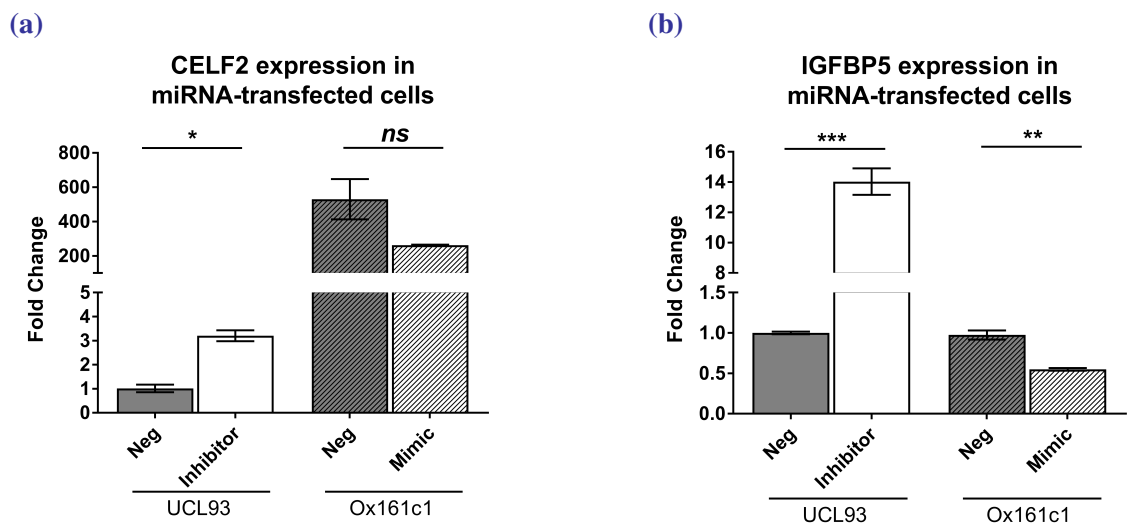 (a)
CELF2 expression in
miRNA-transfected cells
* ns
Fold Change
800
600
400
200
5
4
3
2
1
0
Neg Inhibitor Neg Mimic
UCL93 Ox161c1
(b)
IGFBP5 expression in
miRNA-transfected cells
*** **
Fold Change
16
14
12
10
8
1.5
1.0
0.5
0.0
Neg Inhibitor Neg Mimic
UCL93 Ox161c1